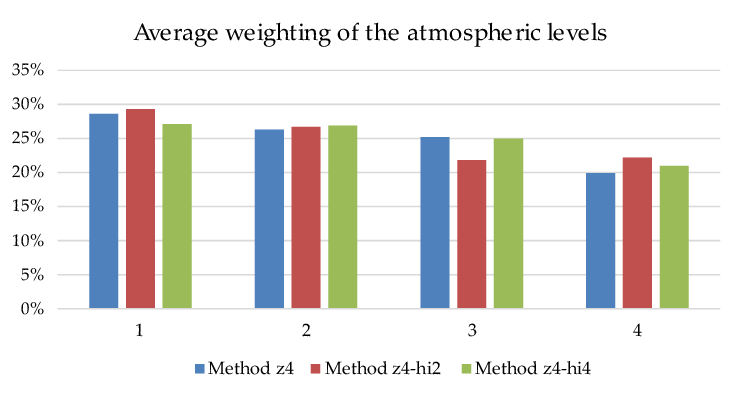 Average weighting of the atmospheric levels
35%
30%
25%
20%
15%
10%
5%
0%
1 2 3 4
Method z4 Method z4-hi2 Method z4-hi4